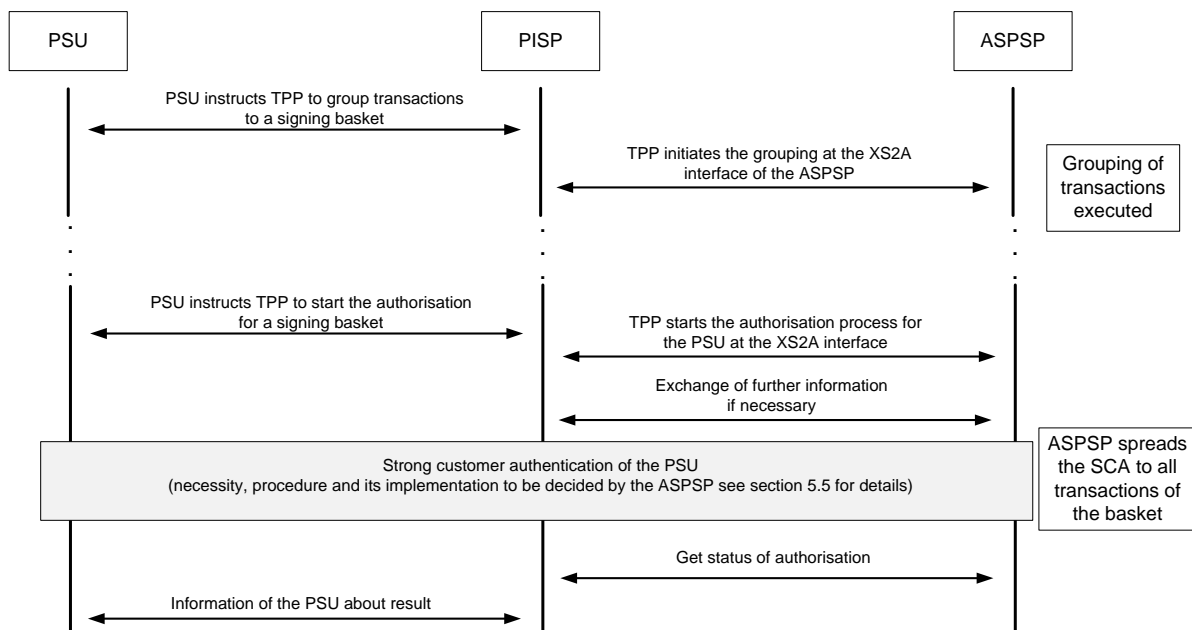 PSU
PISP
ASPSP
PSU instructs TPP to group transactions
to a signing basket
TPP initiates the grouping at the XS2A
interface of the ASPSP
Grouping of
transactions
executed
PSU instructs TPP to start the authorisation
for a signing basket
TPP starts the authorisation process for
the PSU at the XS2A interface
Exchange of further information
if necessary
Strong customer authentication of the PSU
(necessity, procedure and its implementation to be decided by the ASPSP see section 5.5 for details)
ASPSP spreads
the SCA to all
transactions of
the basket
Get status of authorisation
Information of the PSU about result